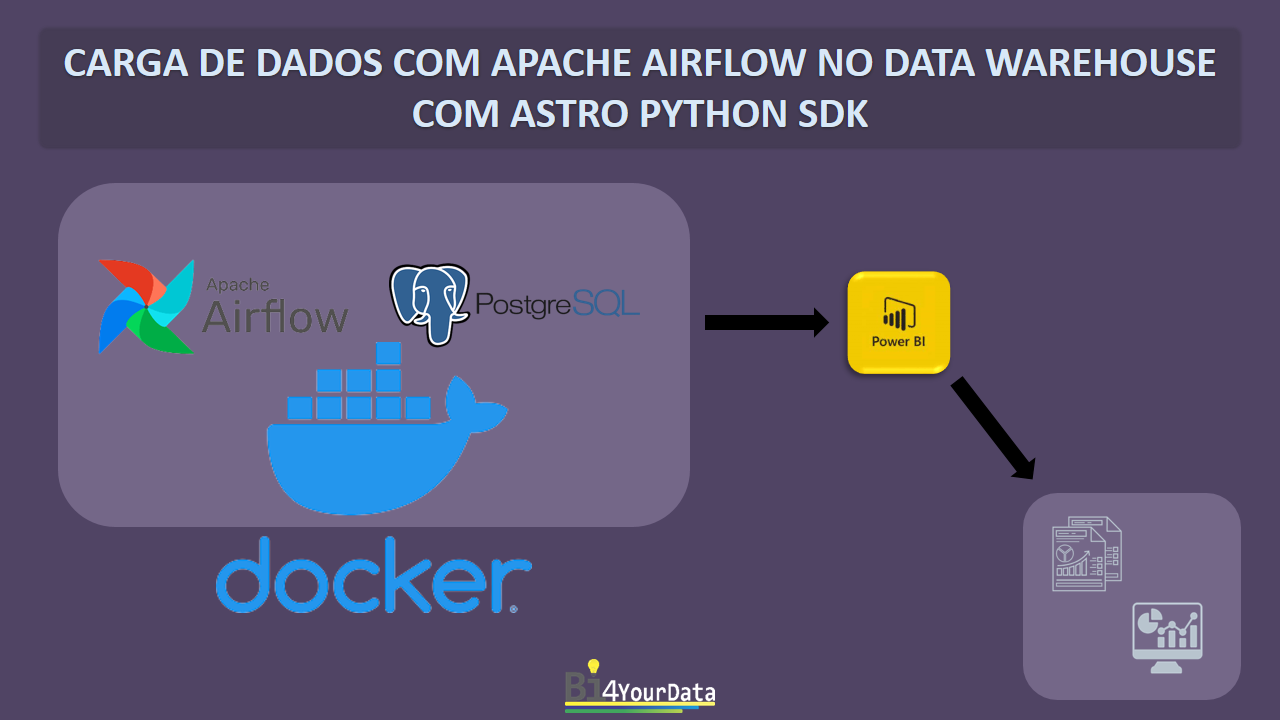 CARGA DE DADOS COM APACHE AIRFLOW NO DATA WAREHOUSE
COM ASTRO PYTHON SDK
Apache
Airflow
PostgreSQL
Power BI
docker®
Bi4YourData